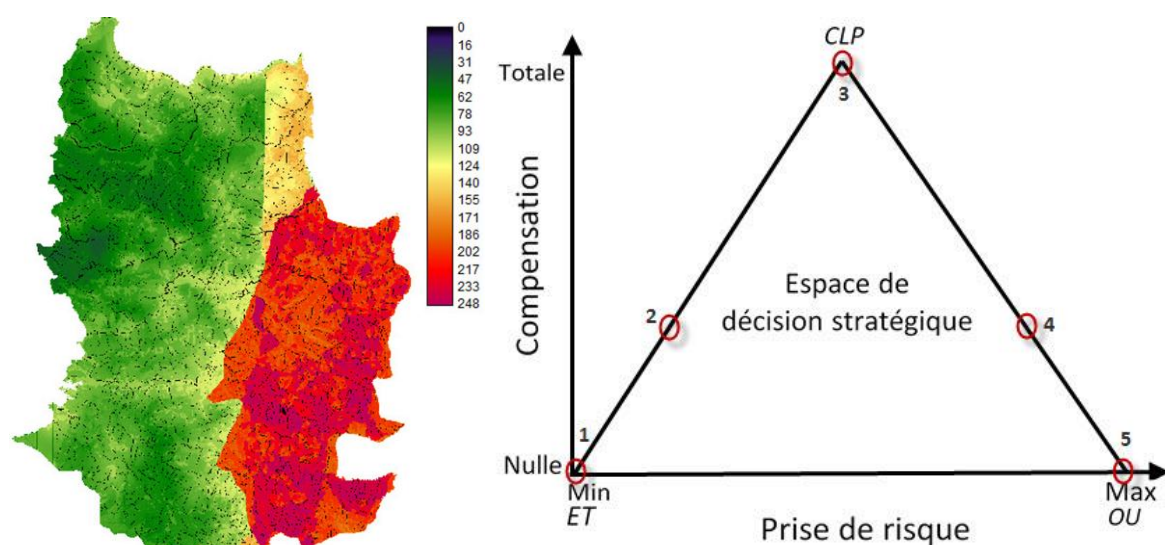 0
16
31
47
62
78
93
109
124
140
155
171
186
202
217
233
248
CLP
Totale
3
Compensation
2
Espace de
décision stratégique
4
1
5
Nulle
Min
Max
ET
OU
Prise de risque